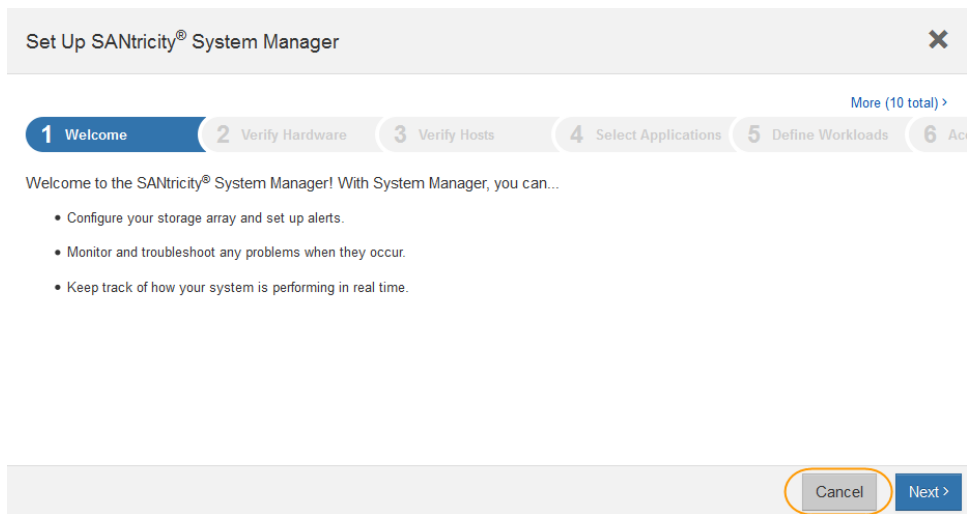 Set Up SANtricity® System Manager
More (10 total) >
1 Welcome 2 Verify Hardware 3 Verify Hosts 4 Select Applications 5 Define Workloads 6 Ac
Welcome to the SANtricity® System Manager! With System Manager, you can...
• Configure your storage array and set up alerts.
• Monitor and troubleshoot any problems when they occur.
• Keep track of how your system is performing in real time.
Cancel Next >